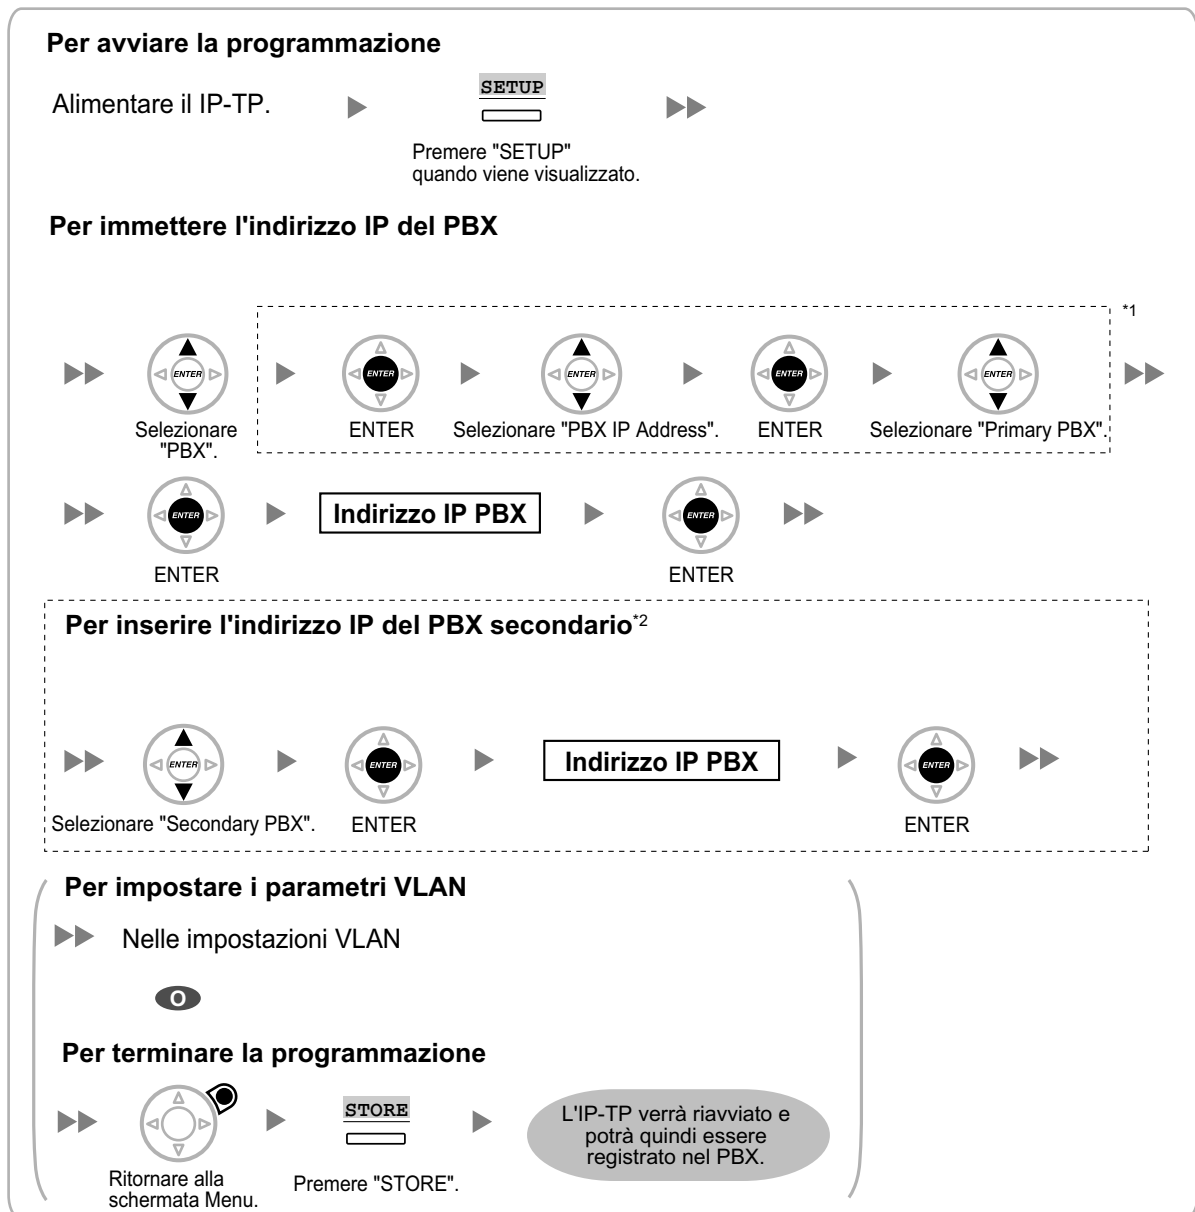 Per avviare la programmazione
Alimentare il IP-TP.
SETUP
Premere "SETUP"
quando viene visualizzato.
Per immettere l'indirizzo IP del PBX
*1
ENTER ENTER ENTER ENTER ENTER
Selezionare
"PBX".
ENTER
Selezionare "PBX IP Address".
ENTER
Selezionare "Primary PBX".
ENTER
Indirizzo IP PBX
ENTER
ENTER
ENTER
Per inserire l'indirizzo IP del PBX secondario*2
ENTER
ENTER
Indirizzo IP PBX
ENTER
Selezionare "Secondary PBX".
ENTER
ENTER
Per impostare i parametri VLAN
Nelle impostazioni VLAN
O
Per terminare la programmazione
STORE
L'IP-TP verrà riavviato e
potrà quindi essere
registrato nel PBX.
Ritornare alla
schermata Menu.
Premere "STORE".